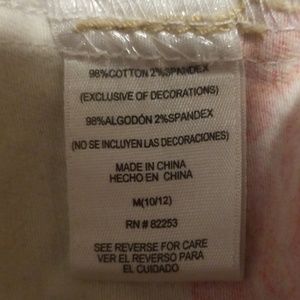 98%COTTON 2%SPANDEX
(EXCLUSIVE OF DECORATIONS)
98%ALGODÓN 2%SPANDEX
(NO SE INCLUYEN LAS DECORACIONES)
MADE IN CHINA
HECHO EN CHINA
M(10/12)
RN # 82253
SEE REVERSE FOR CARE
VER EL REVERSO PARA
EL CUIDADO